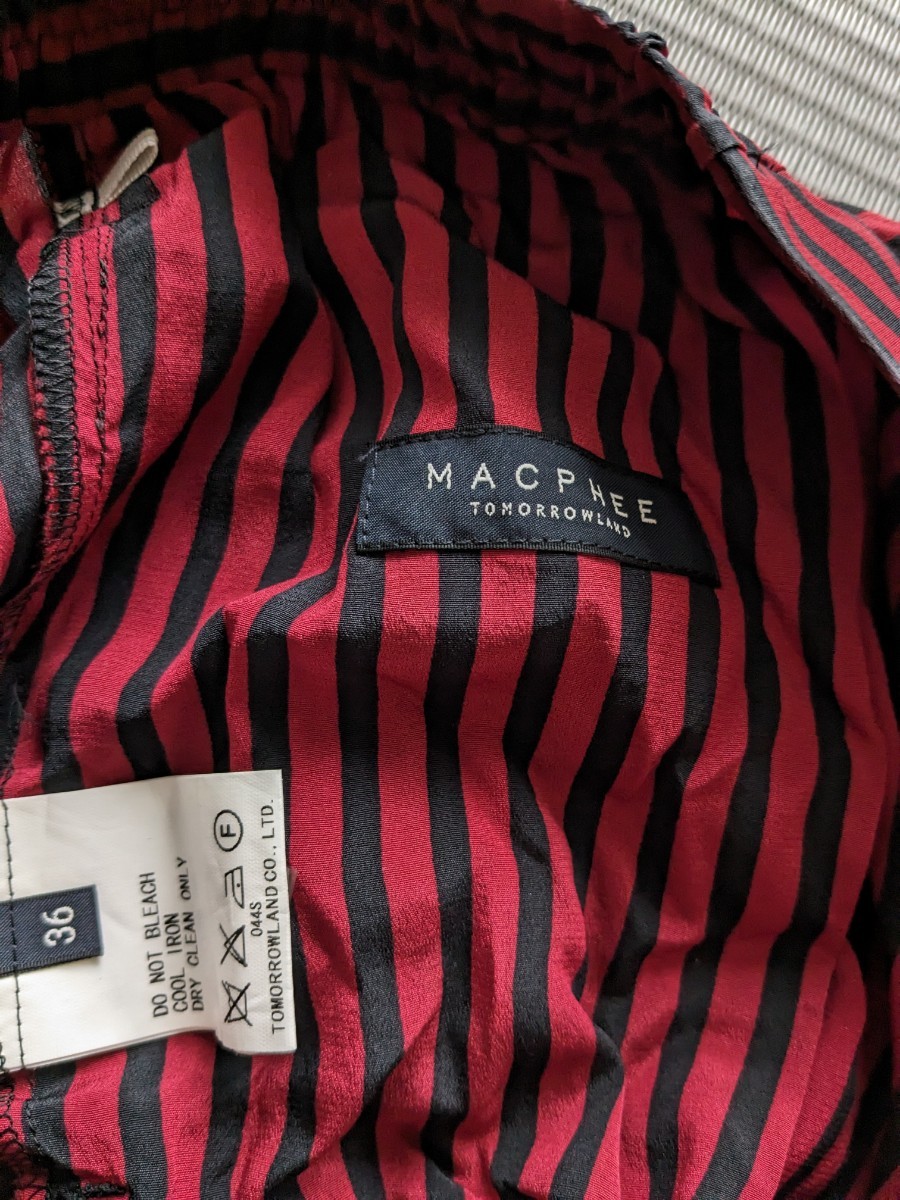 MACPHEE
TOMORROWLAND
36
DO NOT BLEACH
COOL IRON
DRY CLEAN ONLY
F
044S
TOMORROWLAND CO., LTD.